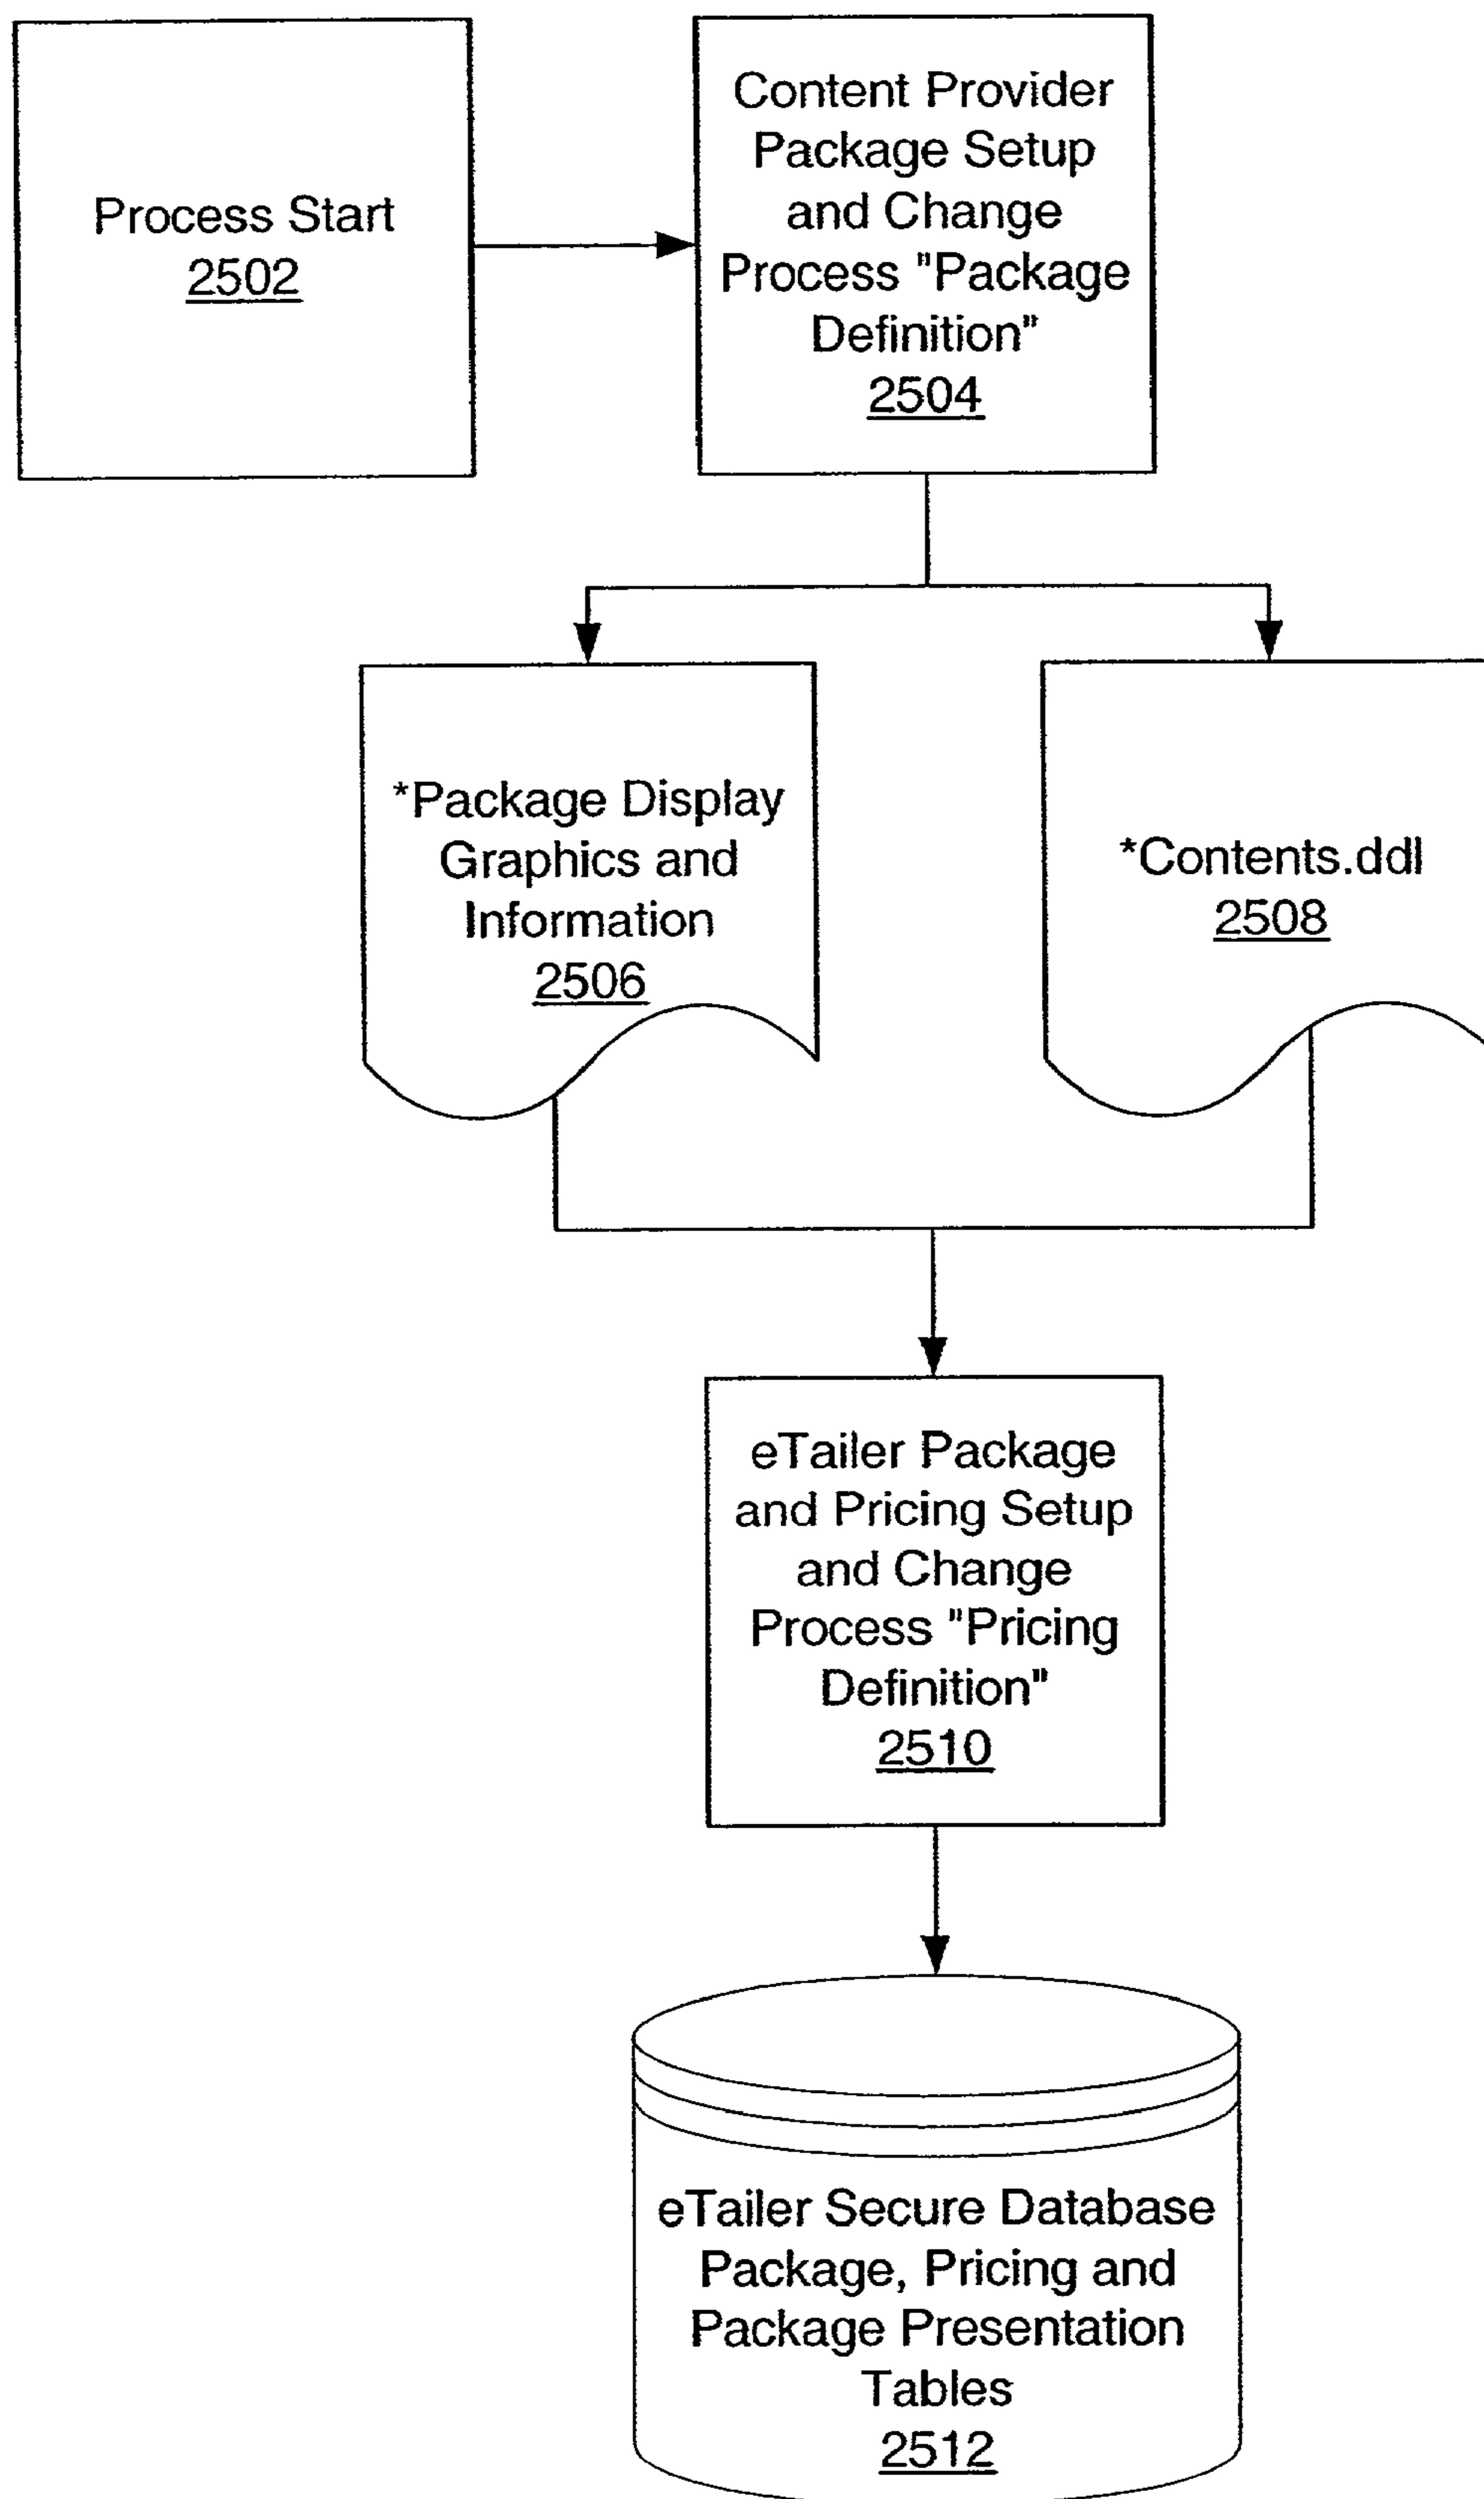 Process Start
2502
Content Provider
Package Setup
and Change
Process "Package
Definition"
2504
*Package Display
Graphics and
Information
2506
*Contents.ddl
2508
eTailer Package
and Pricing Setup
and Change
Process "Pricing
Definition"
2510
eTailer Secure Database
Package, Pricing and
Package Presentation
Tables
2512